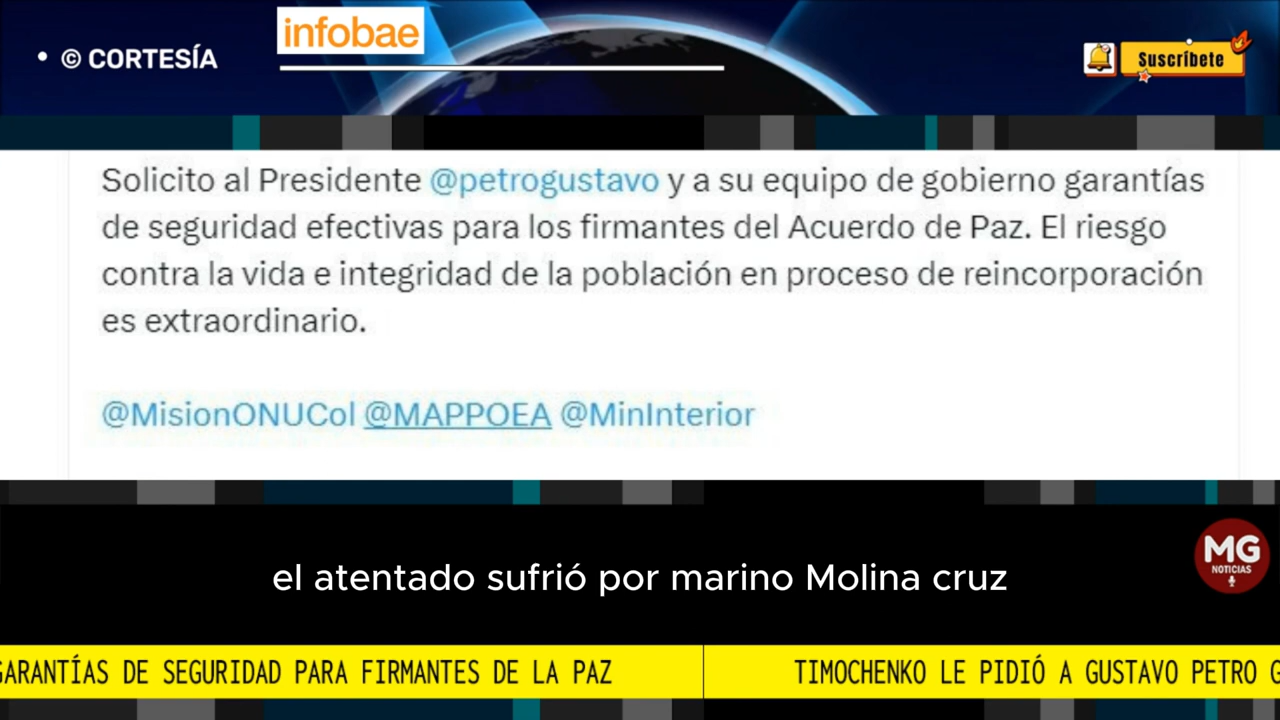 • © CORTESÍA
infobae
Suscríbete
Solicito al Presidente @petrogustavo y a su equipo de gobierno garantías
de seguridad efectivas para los firmantes del Acuerdo de Paz. El riesgo
contra la vida e integridad de la población en proceso de reincorporación
es extraordinario.
@MisionONUCol @MAPPOEA @MinInterior
el atentado sufrió por marino Molina cruz
MG
NOTICIAS
GARANTÍAS DE SEGURIDAD PARA FIRMANTES DE LA PAZ
TIMOCHENKO LE PIDIÓ A GUSTAVO PETRO G